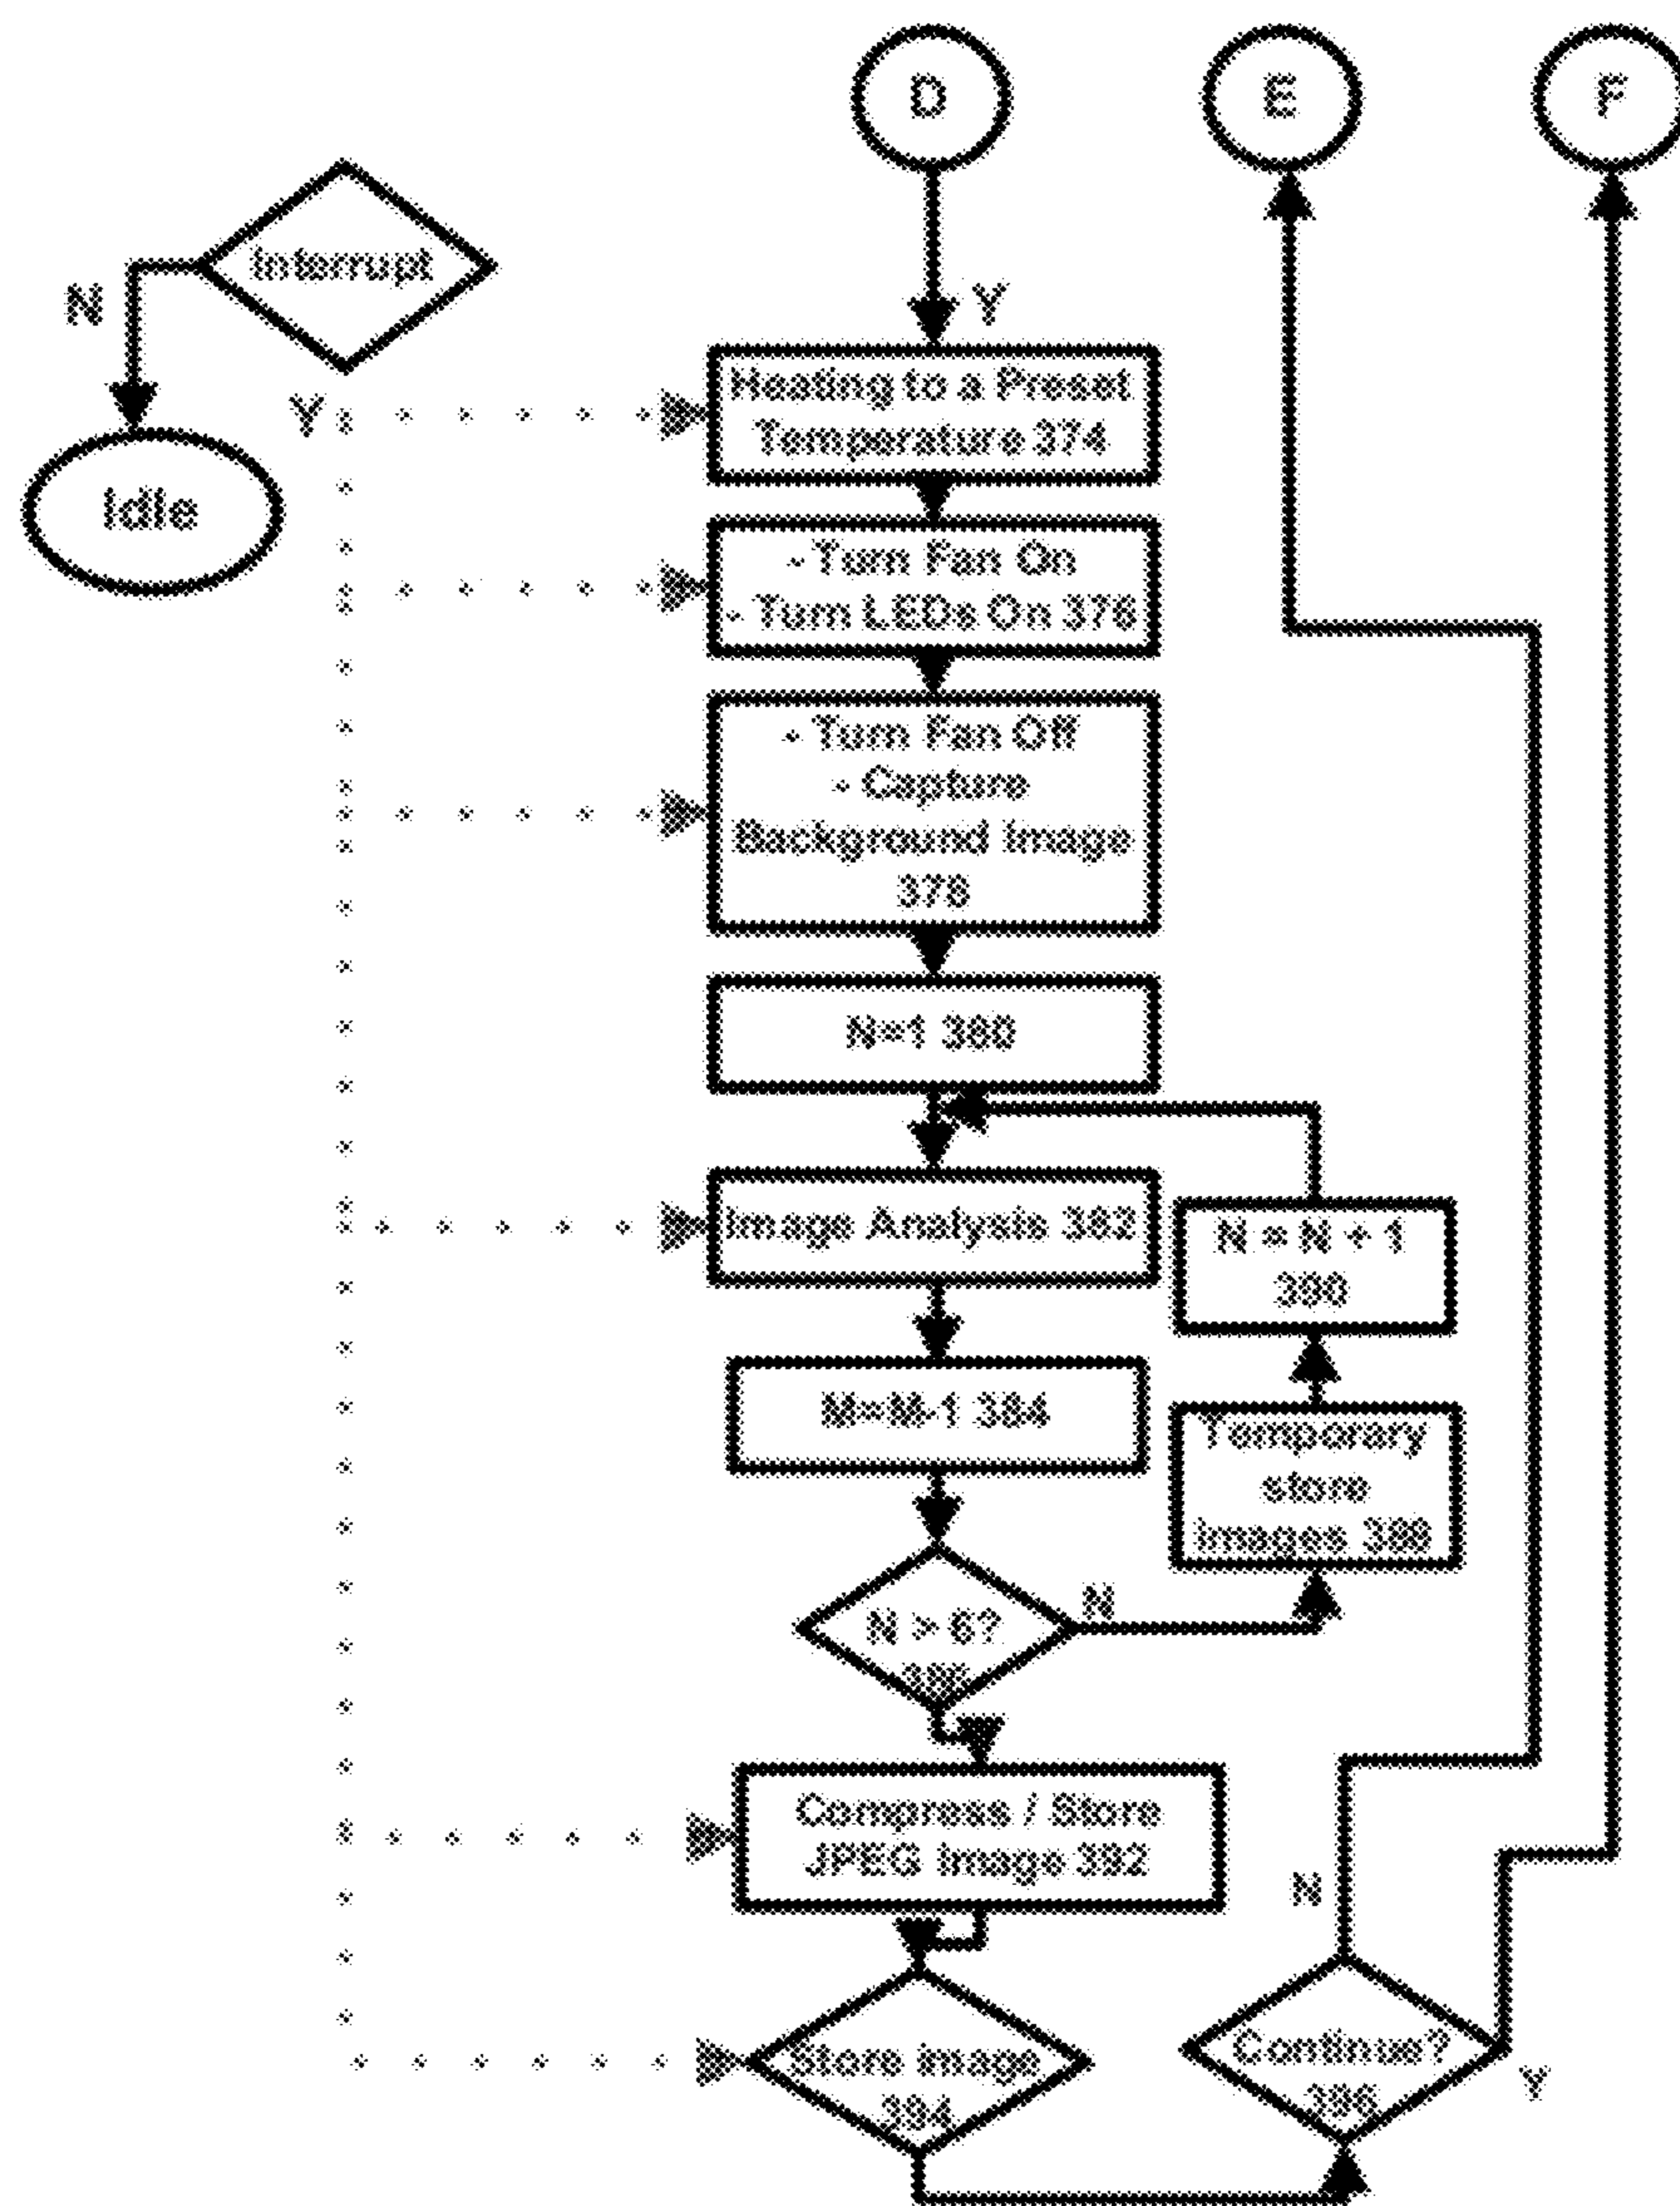 D
E
F
Interrupt
N
Y
Idle
Y
Heating to a Preset
Temperature 374
- Turn Fan On
- Turn LEDs On 376
- Turn Fan Off
- Capture
Background Image
378
N=1 380
Image Analysis 382
N = N + 1
390
M=M-1 384
Temporary
store
Images 388
N > 6?
N
Compress / Store
JPEG Image 392
N
Store Image
394
Continue?
396
Y